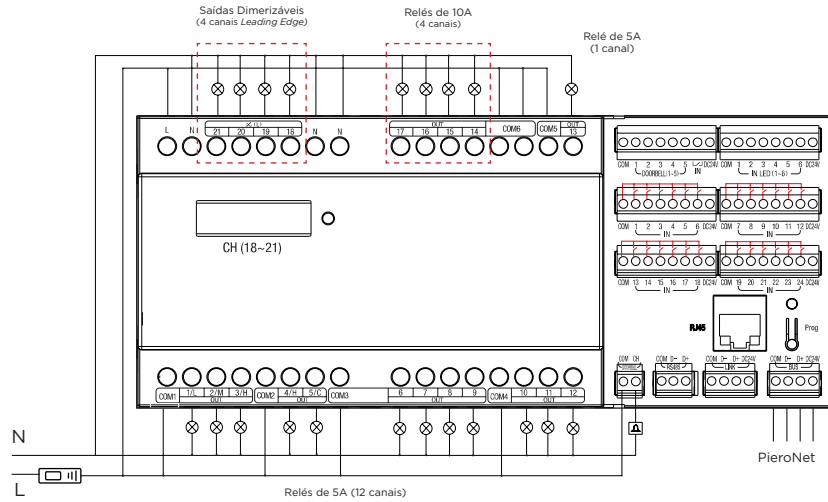 Saídas Dimerizáveis
(4 canais Leading Edge)
Relés de 10A
(4 canais)
Relé de 5A
(1 canal)
L N (L) N N OUT COM6 COM5 OUT
21 20 19 18 17 16 15 14 13
COM 1 2 3 4 5 IN DC24V
DOORBELL(1~5)
COM 1 2 3 4 5 6 DC24V
IN LED (1~6)
COM 1 2 3 4 5 6 DC24V
IN
COM 7 8 9 10 11 12 DC24V
IN
CH (18~21)
COM 13 14 15 16 17 18 DC24V
IN
COM 19 20 21 22 23 24 DC24V
IN
RJ45
Prog
COM CH
COM D- D+
RS485
COM D- D+ DC24V
LINK
COM D- D+ DC24V
BUS
COM1 1/L 2/M 3/H COM2 4/H 5/C COM3 6 7 8 9 COM4 10 11 12
OUT OUT OUT OUT
N
L
PieroNet
Relés de 5A (12 canais)